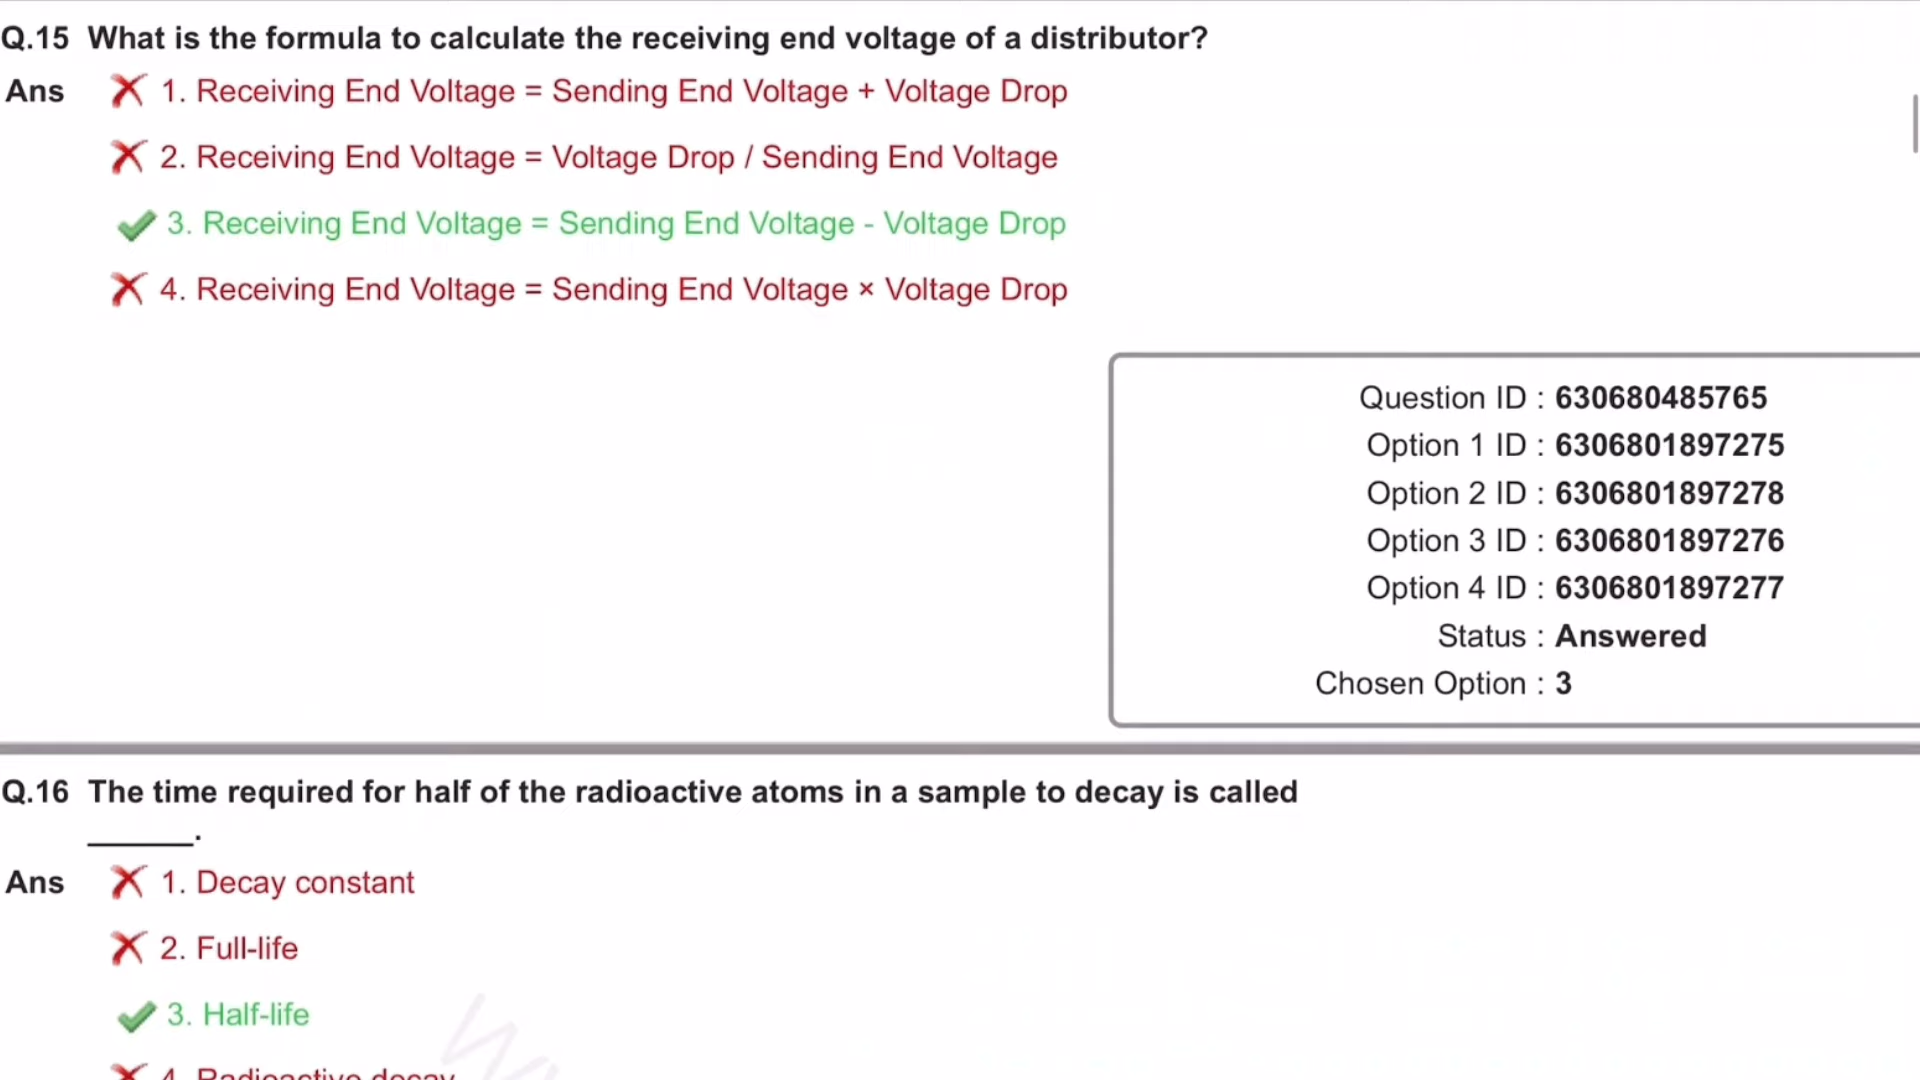 Q.15 What is the formula to calculate the receiving end voltage of a distributor?
Ans 1. Receiving End Voltage = Sending End Voltage + Voltage Drop
2. Receiving End Voltage = Voltage Drop / Sending End Voltage
3. Receiving End Voltage = Sending End Voltage - Voltage Drop
4. Receiving End Voltage = Sending End Voltage × Voltage Drop
Question ID : 630680485765
Option 1 ID : 6306801897275
Option 2 ID : 6306801897278
Option 3 ID : 6306801897276
Option 4 ID : 6306801897277
Status : Answered
Chosen Option : 3
Q.16 The time required for half of the radioactive atoms in a sample to decay is called
______.
Ans 1. Decay constant
2. Full-life
3. Half-life
4. Radioactive decay